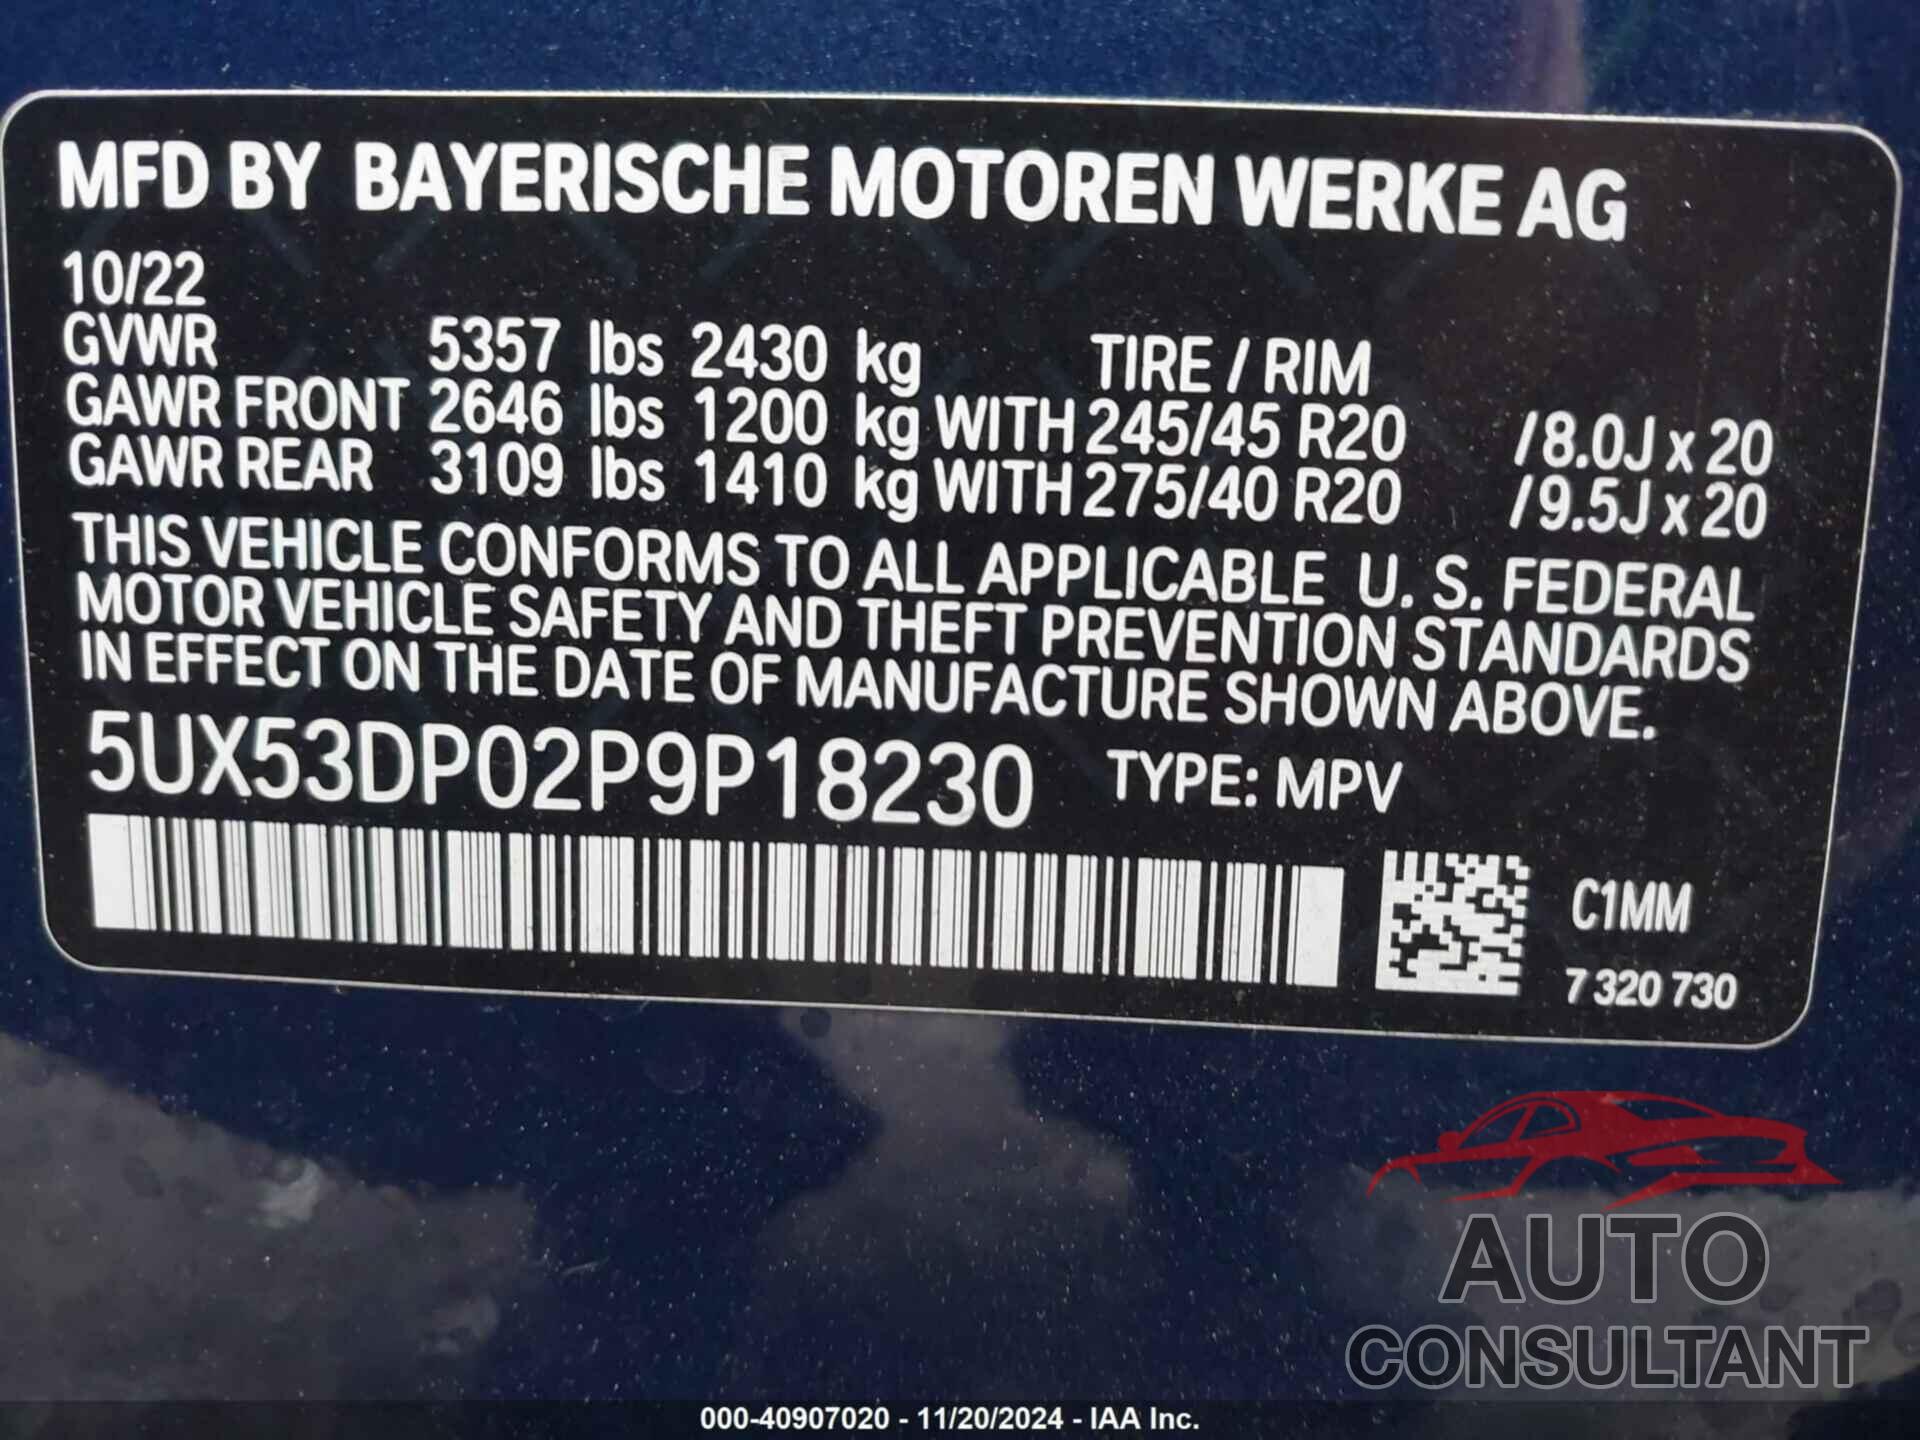 MFD BY BAYERISCHE MOTOREN WERKE AG
10/22
GVWR 5357 lbs 2430 kg TIRE / RIM
GAWR FRONT 2646 lbs 1200 kg WITH 245/45 R20 /8.0J x 20
GAWR REAR 3109 lbs 1410 kg WITH 275/40 R20 /9.5J x 20
THIS VEHICLE CONFORMS TO ALL APPLICABLE U. S. FEDERAL
MOTOR VEHICLE SAFETY AND THEFT PREVENTION STANDARDS
IN EFFECT ON THE DATE OF MANUFACTURE SHOWN ABOVE.
5UX53DP02P9P18230 TYPE: MPV
C1MM
7 320 730
AUTO
CONSULTANT
000-40907020 - 11/20/2024 - IAA Inc.